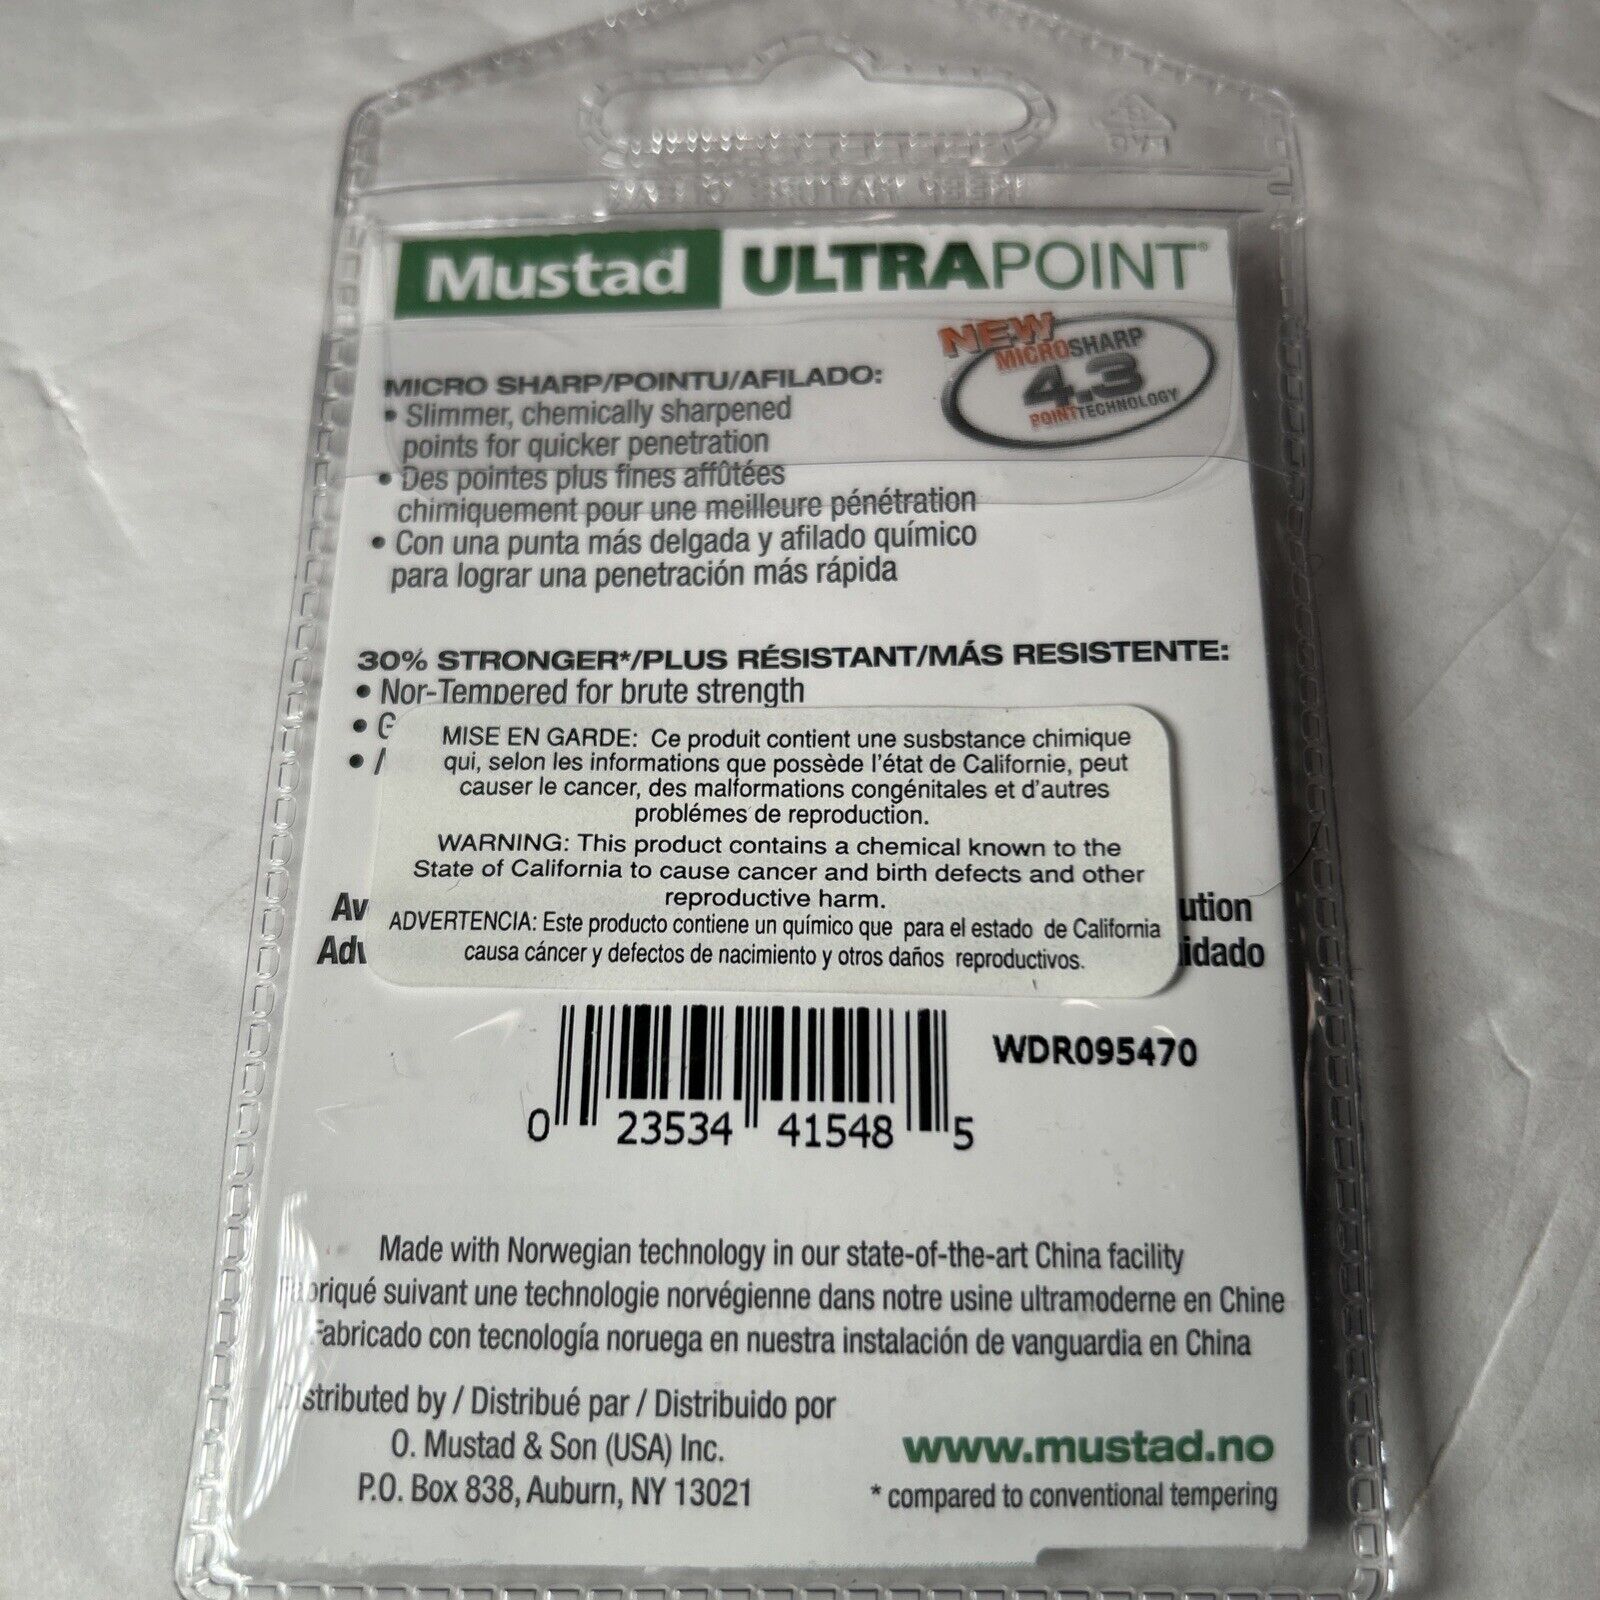 Mustad ULTRAPOINT®
NEW
MICROSHARP
4.3
POINTTECHNOLOGY
MICRO SHARP/POINTU/AFILADO:
• Slimmer, chemically sharpened
points for quicker penetration
• Des pointes plus fines affûtées
chimiquement pour une meilleure pénétration
• Con una punta más delgada y afilado químico
para lograr una penetración más rápida
30% STRONGER*/PLUS RÉSISTANT/MÁS RESISTENTE:
• Nor-Tempered for brute strength
MISE EN GARDE: Ce produit contient une susbstance chimique
qui, selon les informations que possède l'état de Californie, peut
causer le cancer, des malformations congénitales et d'autres
problémes de reproduction.
WARNING: This product contains a chemical known to the
State of California to cause cancer and birth defects and other
reproductive harm.
ADVERTENCIA: Este producto contiene un químico que para el estado de California
causa cáncer y defectos de nacimiento y otros daños reproductivos.
Av ution
Adv idado
WDR095470
0 23534 41548 5
Made with Norwegian technology in our state-of-the-art China facility
Fabriqué suivant une technologie norvégienne dans notre usine ultramoderne en Chine
Fabricado con tecnología noruega en nuestra instalación de vanguardia en China
Distributed by / Distribué par / Distribuido por
O. Mustad & Son (USA) Inc.
P.O. Box 838, Auburn, NY 13021
www.mustad.no
* compared to conventional tempering